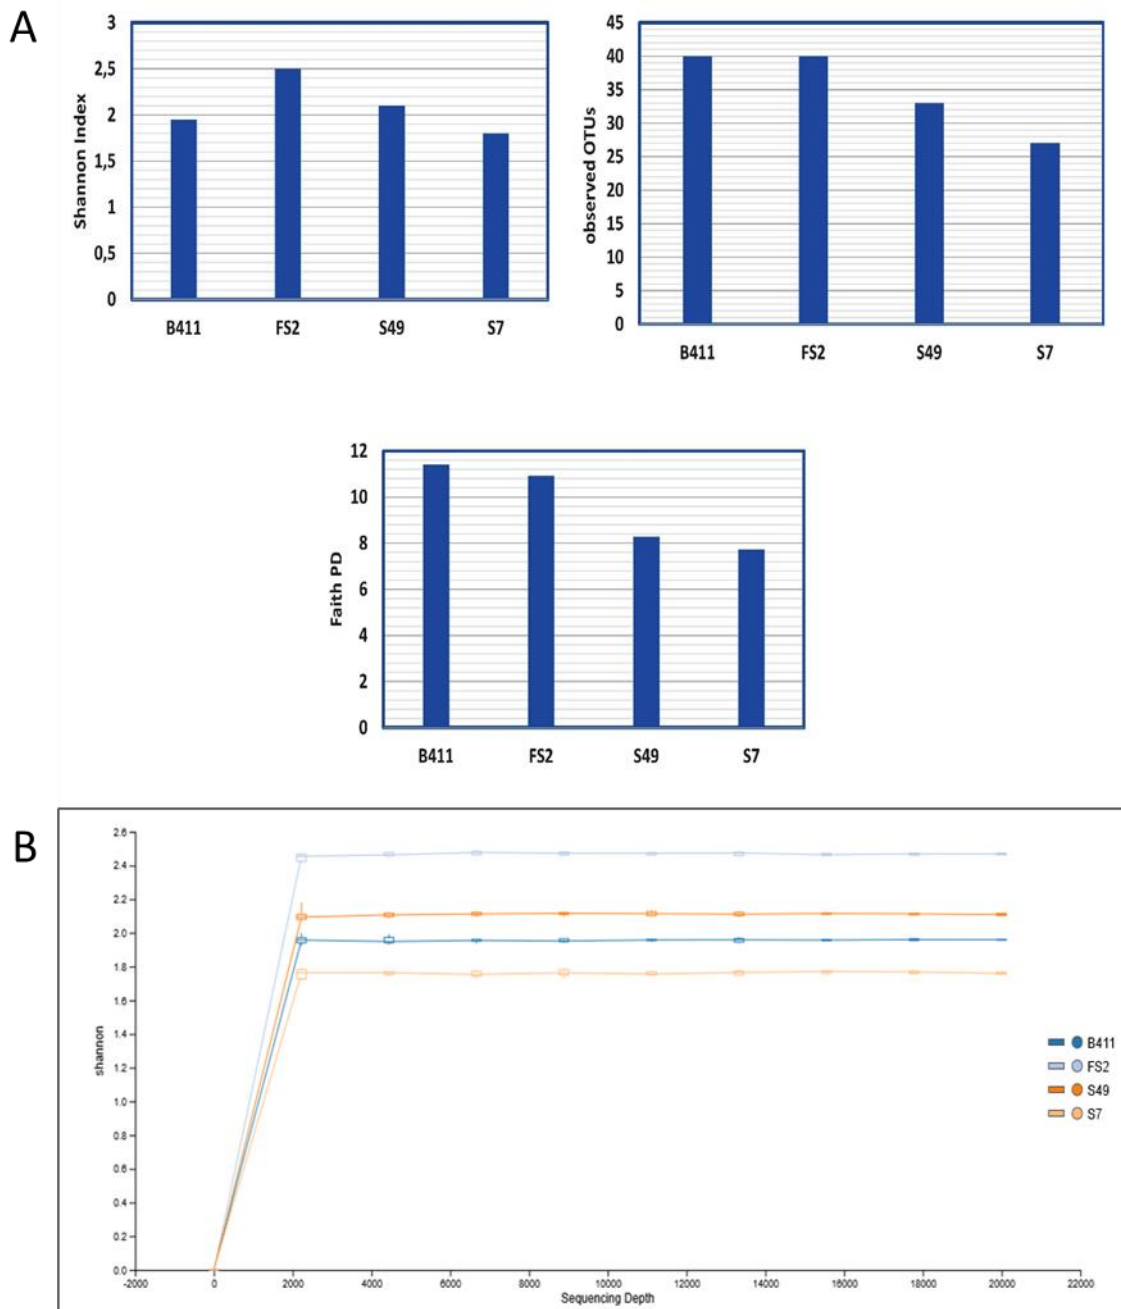 A
Shannon Index
3
2,5
2
1,5
1
0,5
0
B411 FS2 S49 S7
observed OTUs
45
40
35
30
25
20
15
10
5
0
B411 FS2 S49 S7
Faith PD
12
10
8
6
4
2
0
B411 FS2 S49 S7
B
shannon
2.6
2.4
2.2
2.0
1.8
1.6
1.4
1.2
1.0
0.8
0.6
0.4
0.2
0.0
-2000 0 2000 4000 6000 8000 10000 12000 14000 16000 18000 20000 22000
Sequencing Depth
B411
FS2
S49
S7